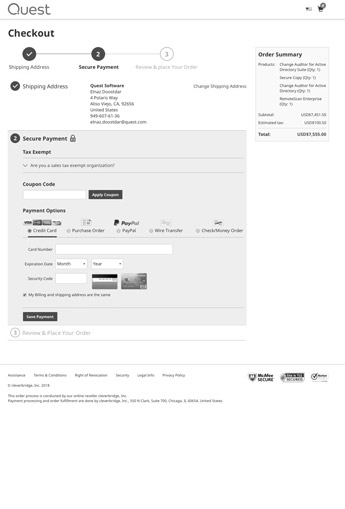 Quest
Checkout
2
3
Shipping Address
Secure Payment
Review & place Your Order
Shipping Address
Change Shipping Address
Quest Software
Elnaz Doostdar
4 Polaris Way
Aliso Viejo, CA, 92656
United States
949-607-61-36
elnaz.doostdar@quest.com
2 Secure Payment
Tax Exempt
Are you a sales tax exempt organization?
Coupon Code
Apply Coupon
Payment Options
VISA
PayPal
Credit Card
Purchase Order
PayPal
Wire Transfer
Check/Money Order
Card Number
Expiration Date Month Year
Security Code
My Billing and shipping address are the same
Save Payment
3 Review & Place Your Order
Order Summary
Products: Change Auditor for Active
Directory Suite (Qty: 1)
Secure Copy (Qty: 1)
Change Auditor for Active
Directory (Qty: 1)
RemoteScan Enterprise
(Qty: 1)
Subtotal: USD$7,451.50
Estimated tax: USD$100.50
Total: USD$7,555.00
Assistance Terms & Conditions Right of Revocation Security Legal Info Privacy Policy
McAfee
SECURE
© cleverbridge, Inc. 2018
This order process is conducted by our online reseller cleverbridge, Inc..
Payment processing and order fulfillment are done by cleverbridge, Inc., 350 N Clark, Suite 700, Chicago, IL 60654, United States.